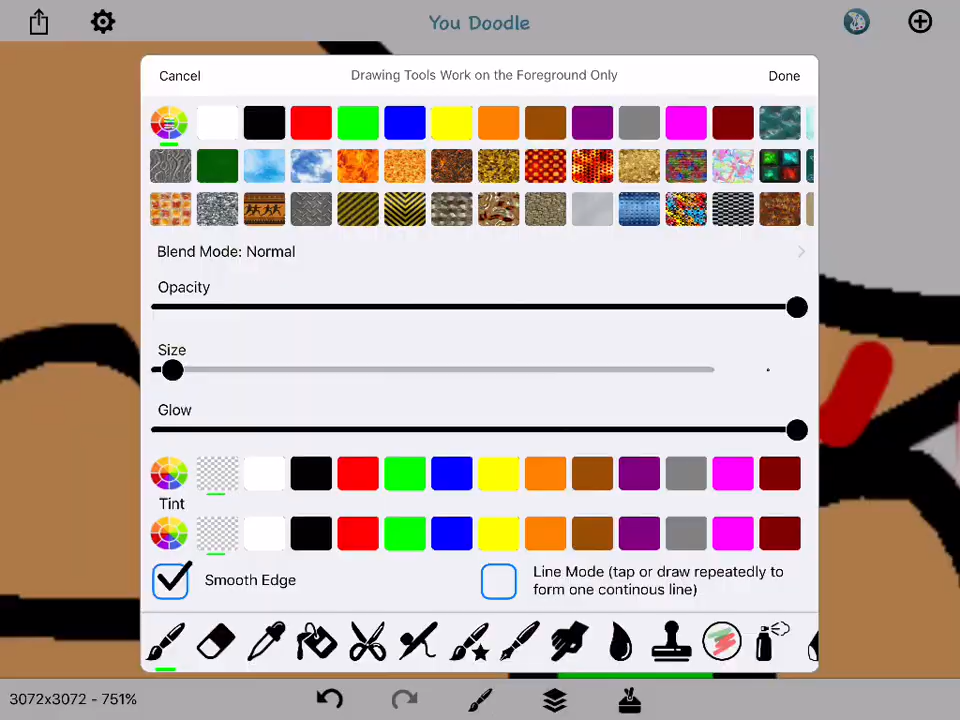 You Doodle
Cancel
Drawing Tools Work on the Foreground Only
Done
Blend Mode: Normal
Opacity
Size
Glow
Tint
Smooth Edge
Line Mode (tap or draw repeatedly to
form one continous line)
3072x3072 - 751%